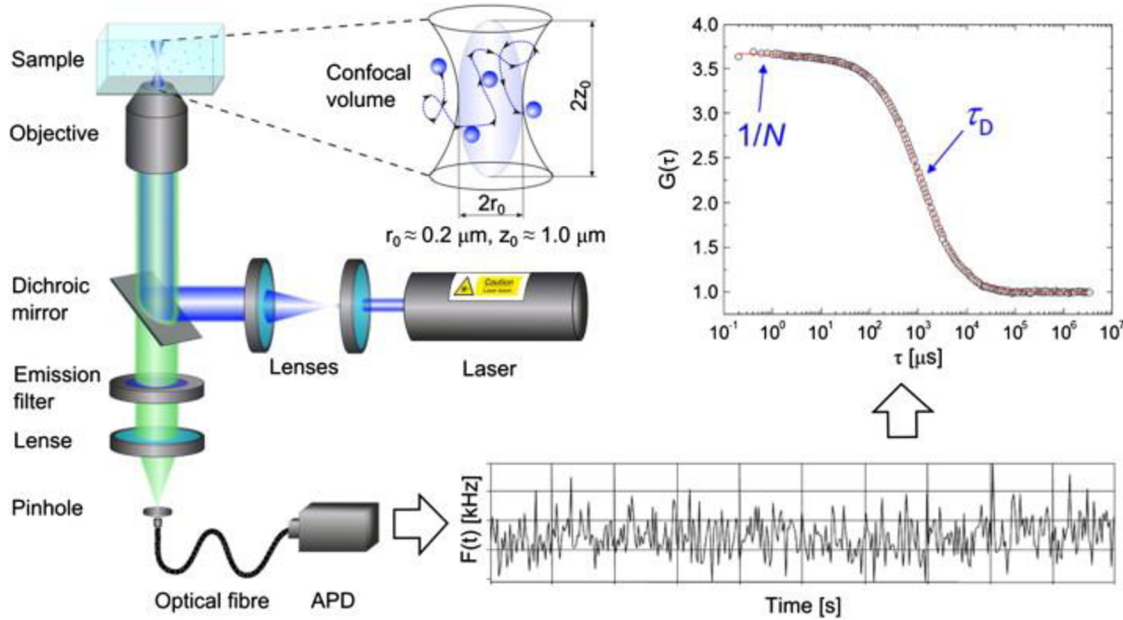 Sample
Objective
Dichroic
mirror
Emission
filter
Lense
Pinhole
Optical fibre
APD
Lenses
Laser
Caution
Laser beam
Confocal
volume
2z₀
2r₀
r₀ ≈ 0.2 μm, z₀ ≈ 1.0 μm
G(τ)
4.0
3.5
3.0
2.5
2.0
1.5
1.0
1/N
τD
10⁻¹ 10⁰ 10¹ 10² 10³ 10⁴ 10⁵ 10⁶ 10⁷
τ [μs]
F(t) [kHz]
Time [s]